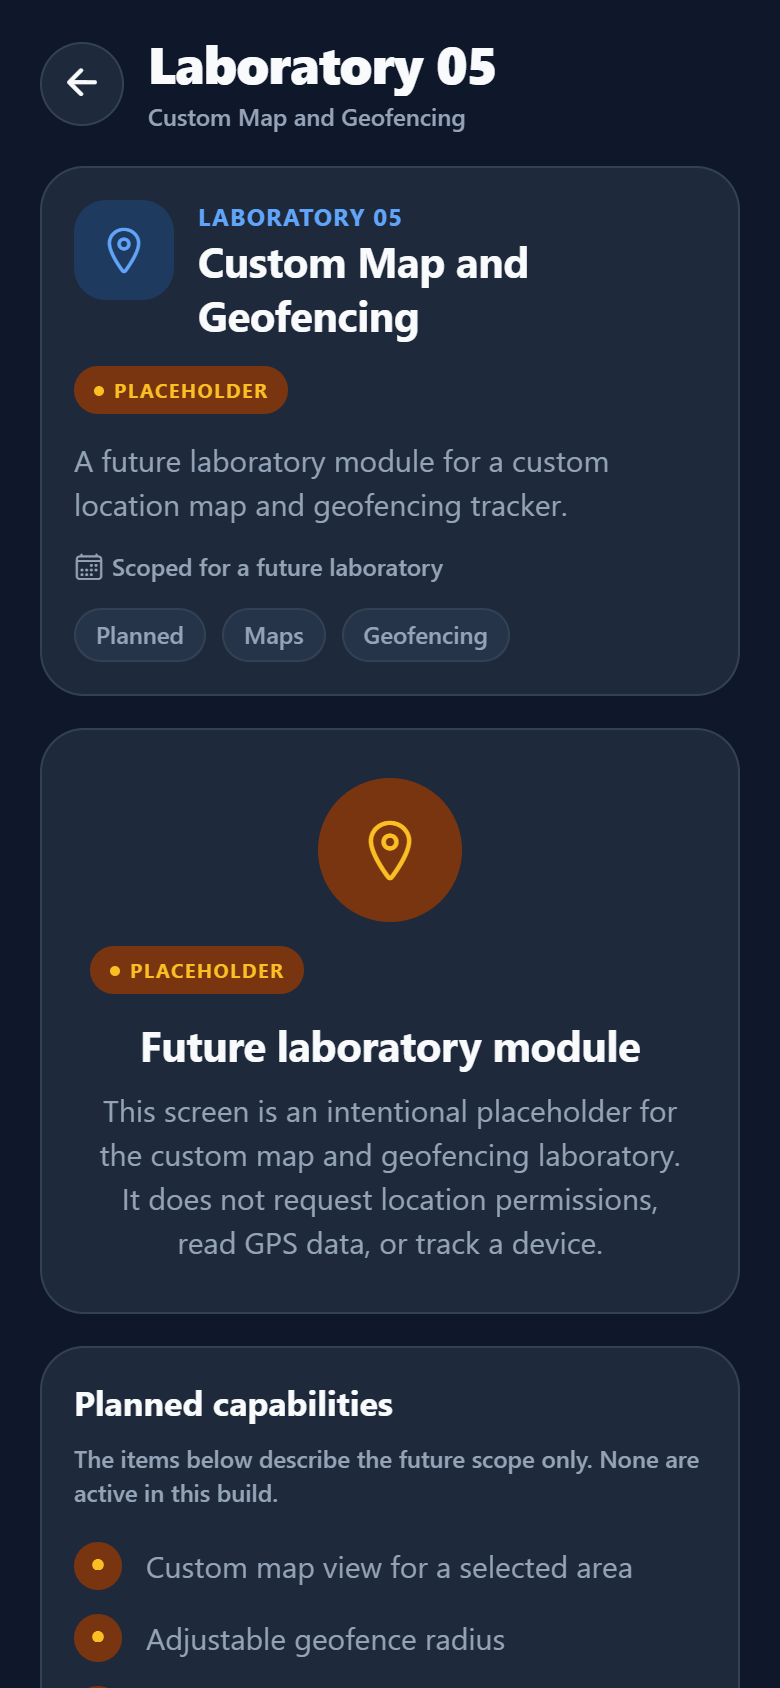 Laboratory 05
Custom Map and Geofencing
LABORATORY 05
Custom Map and
Geofencing
PLACEHOLDER
A future laboratory module for a custom
location map and geofencing tracker.
Scoped for a future laboratory
Planned
Maps
Geofencing
PLACEHOLDER
Future laboratory module
This screen is an intentional placeholder for
the custom map and geofencing laboratory.
It does not request location permissions,
read GPS data, or track a device.
Planned capabilities
The items below describe the future scope only. None are
active in this build.
Custom map view for a selected area
Adjustable geofence radius